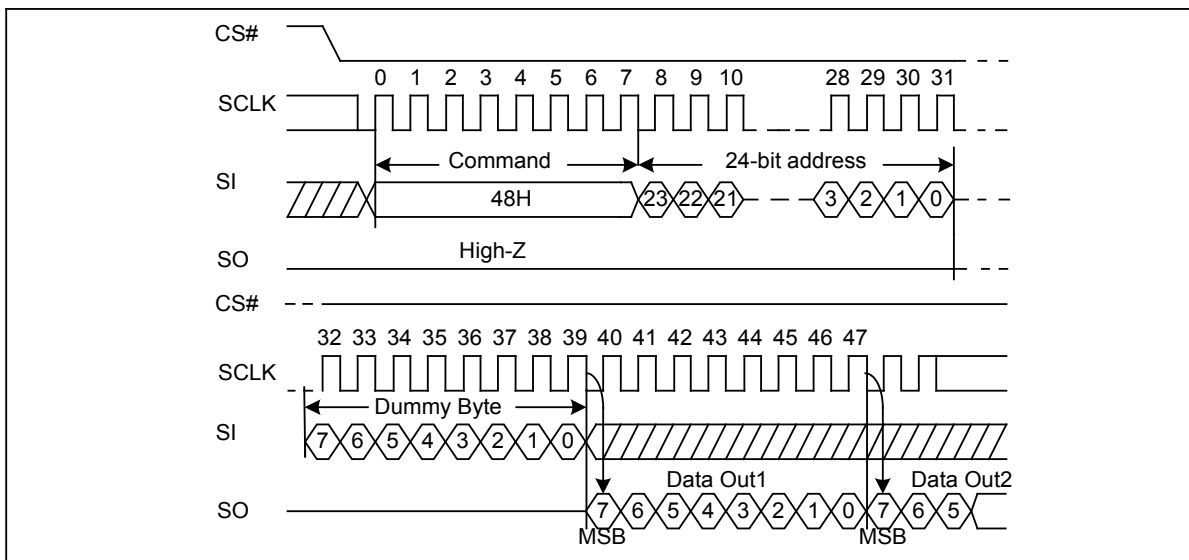 CS#
0 1 2 3 4 5 6 7 8 9 10 28 29 30 31
SCLK
Command 24-bit address
SI
48H 23 22 21 3 2 1 0
High-Z
SO
CS#
32 33 34 35 36 37 38 39 40 41 42 43 44 45 46 47
SCLK
Dummy Byte
SI
7 6 5 4 3 2 1 0
Data Out1 Data Out2
SO
7 6 5 4 3 2 1 0 7 6 5
MSB MSB